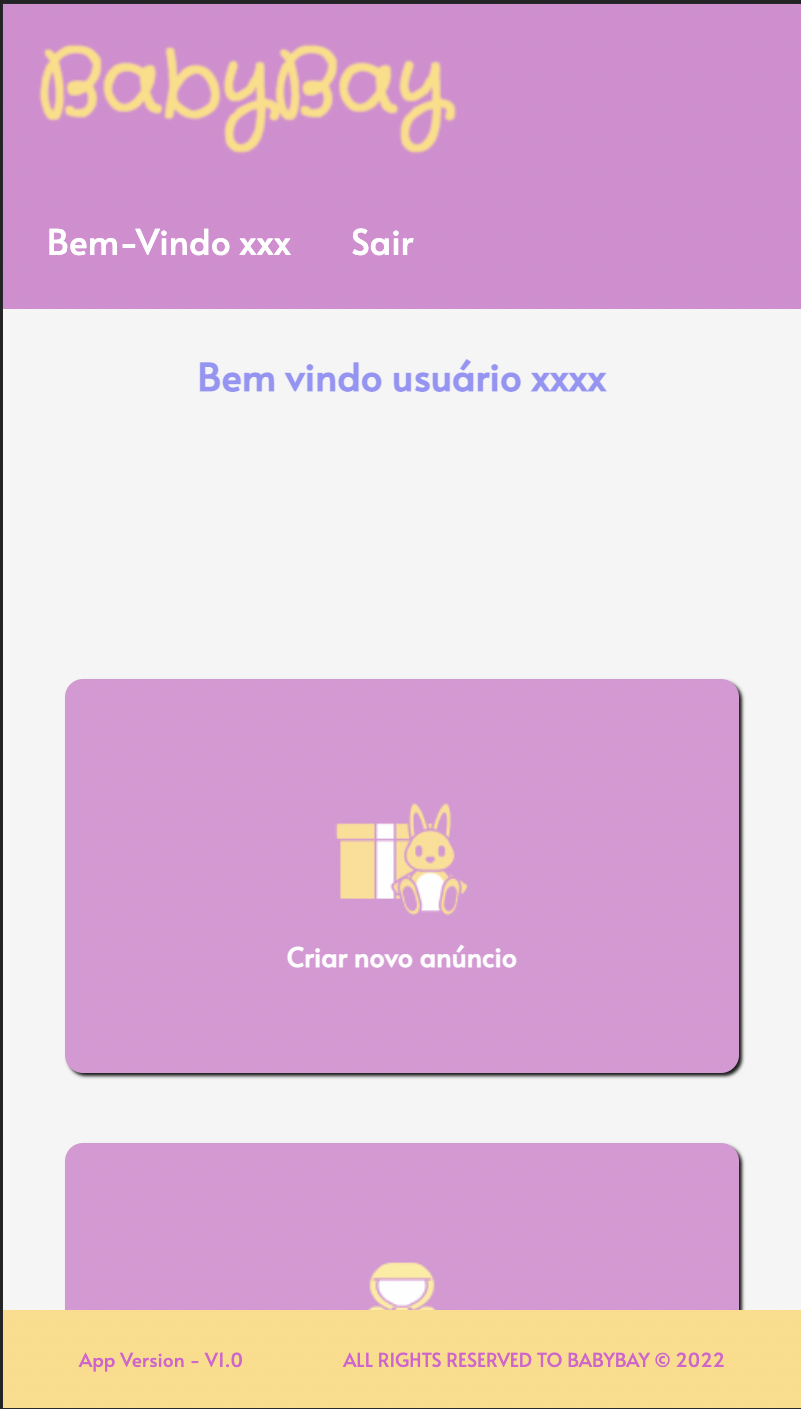 BabyBay
Bem-Vindo xxx Sair
Bem vindo usuário xxxx
Criar novo anúncio
App Version - V1.0 ALL RIGHTS RESERVED TO BABYBAY © 2022